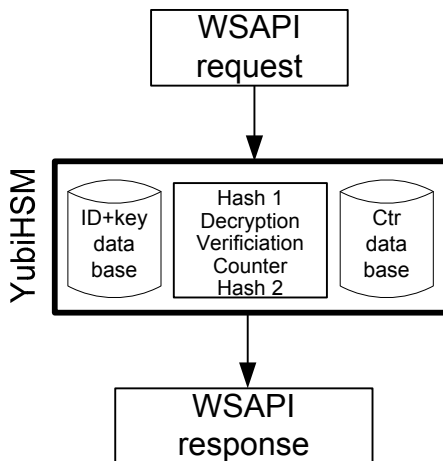 WSAPI
request
YubiHSM
ID+key
data
base
Hash 1
Decryption
Verificiation
Counter
Hash 2
Ctr
data
base
WSAPI
response